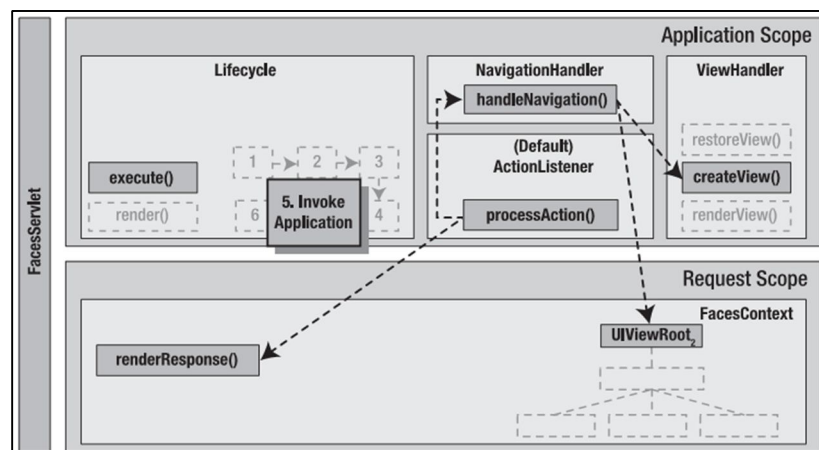 FacesServlet
Application Scope
Lifecycle
execute()
render()
1
2
3
4
6
5. Invoke
Application
NavigationHandler
handleNavigation()
(Default)
ActionListener
processAction()
ViewHandler
restoreView()
createView()
renderView()
Request Scope
FacesContext
renderResponse()
UIViewRoot2